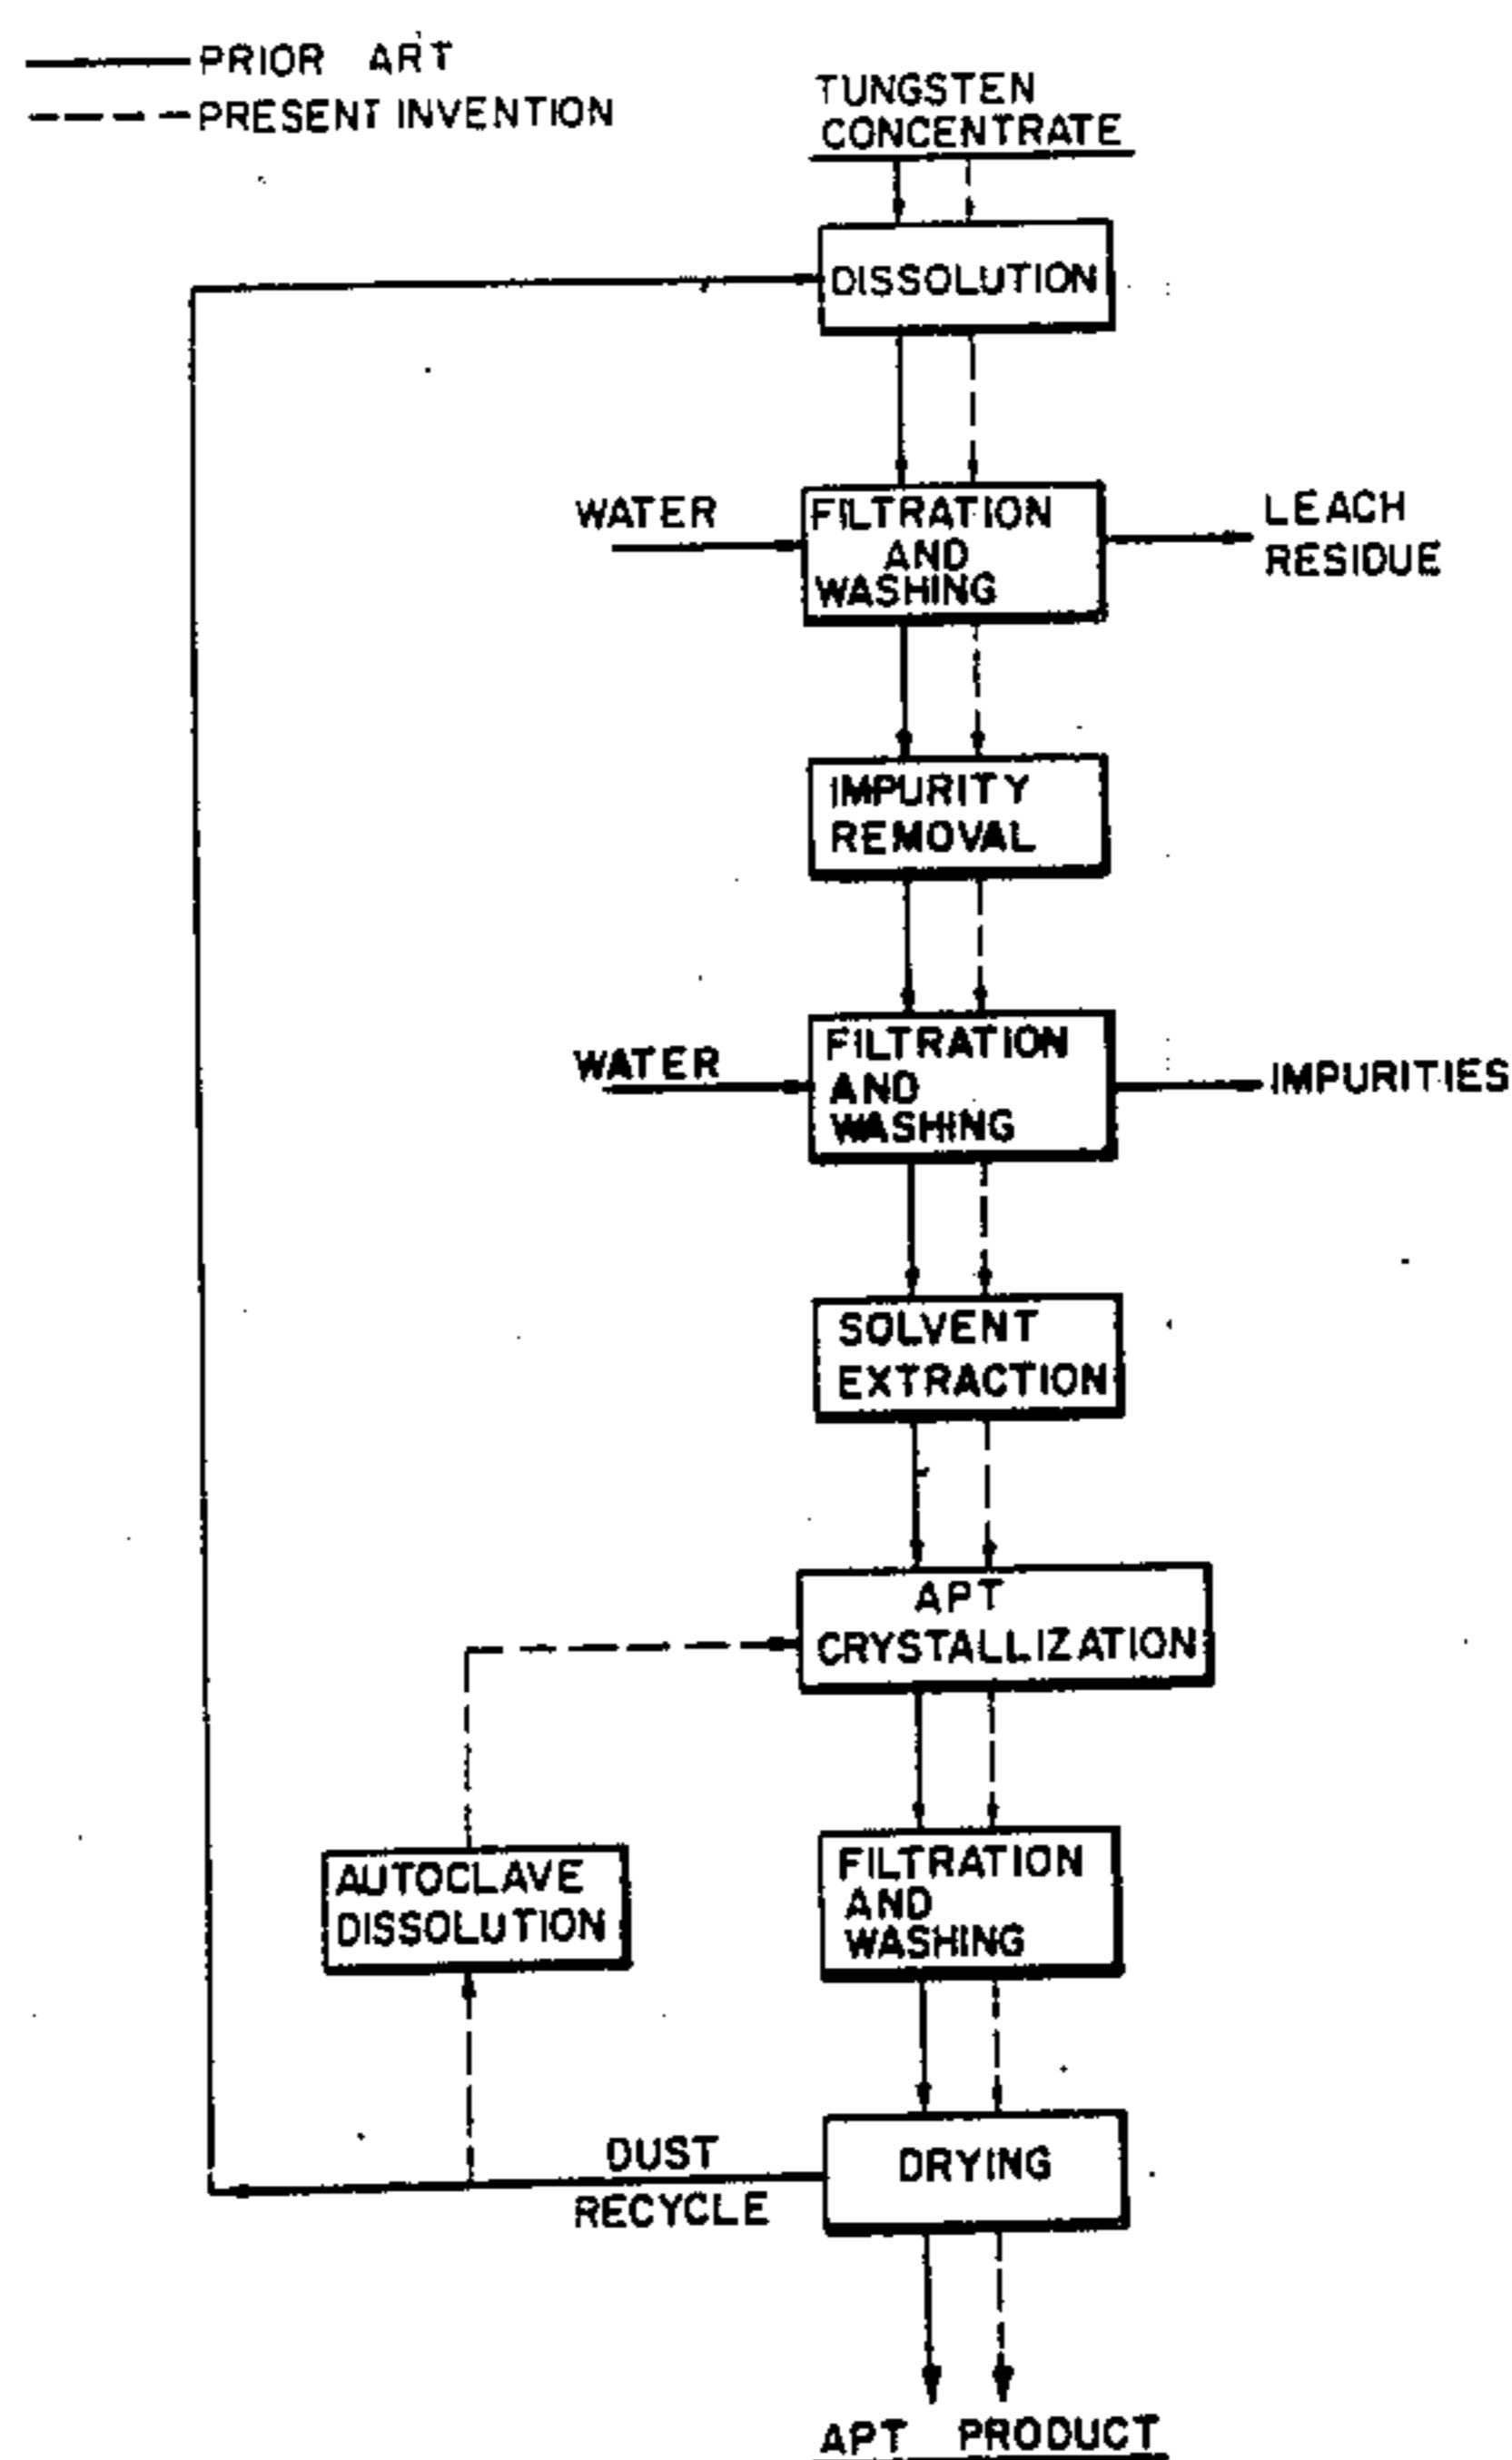 PRIOR ART
PRESENT INVENTION
TUNGSTEN
CONCENTRATE
DISSOLUTION
WATER
FILTRATION
AND
WASHING
LEACH
RESIDUE
IMPURITY
REMOVAL
WATER
FILTRATION
AND
WASHING
IMPURITIES
SOLVENT
EXTRACTION
APT
CRYSTALLIZATION
AUTOCLAVE
DISSOLUTION
FILTRATION
AND
WASHING
DUST
RECYCLE
DRYING
APT PRODUCT